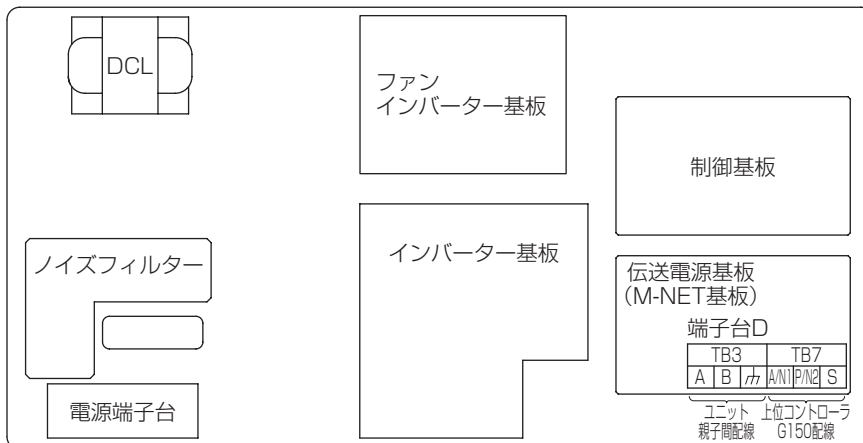 DCL
ファン
インバーター基板
制御基板
ノイズフィルター
インバーター基板
伝送電源基板
（M-NET基板）
端子台D
TB3 TB7
A B A/N1 P/N2 S
電源端子台
ユニット
親子間配線
上位コントローラ
G150配線